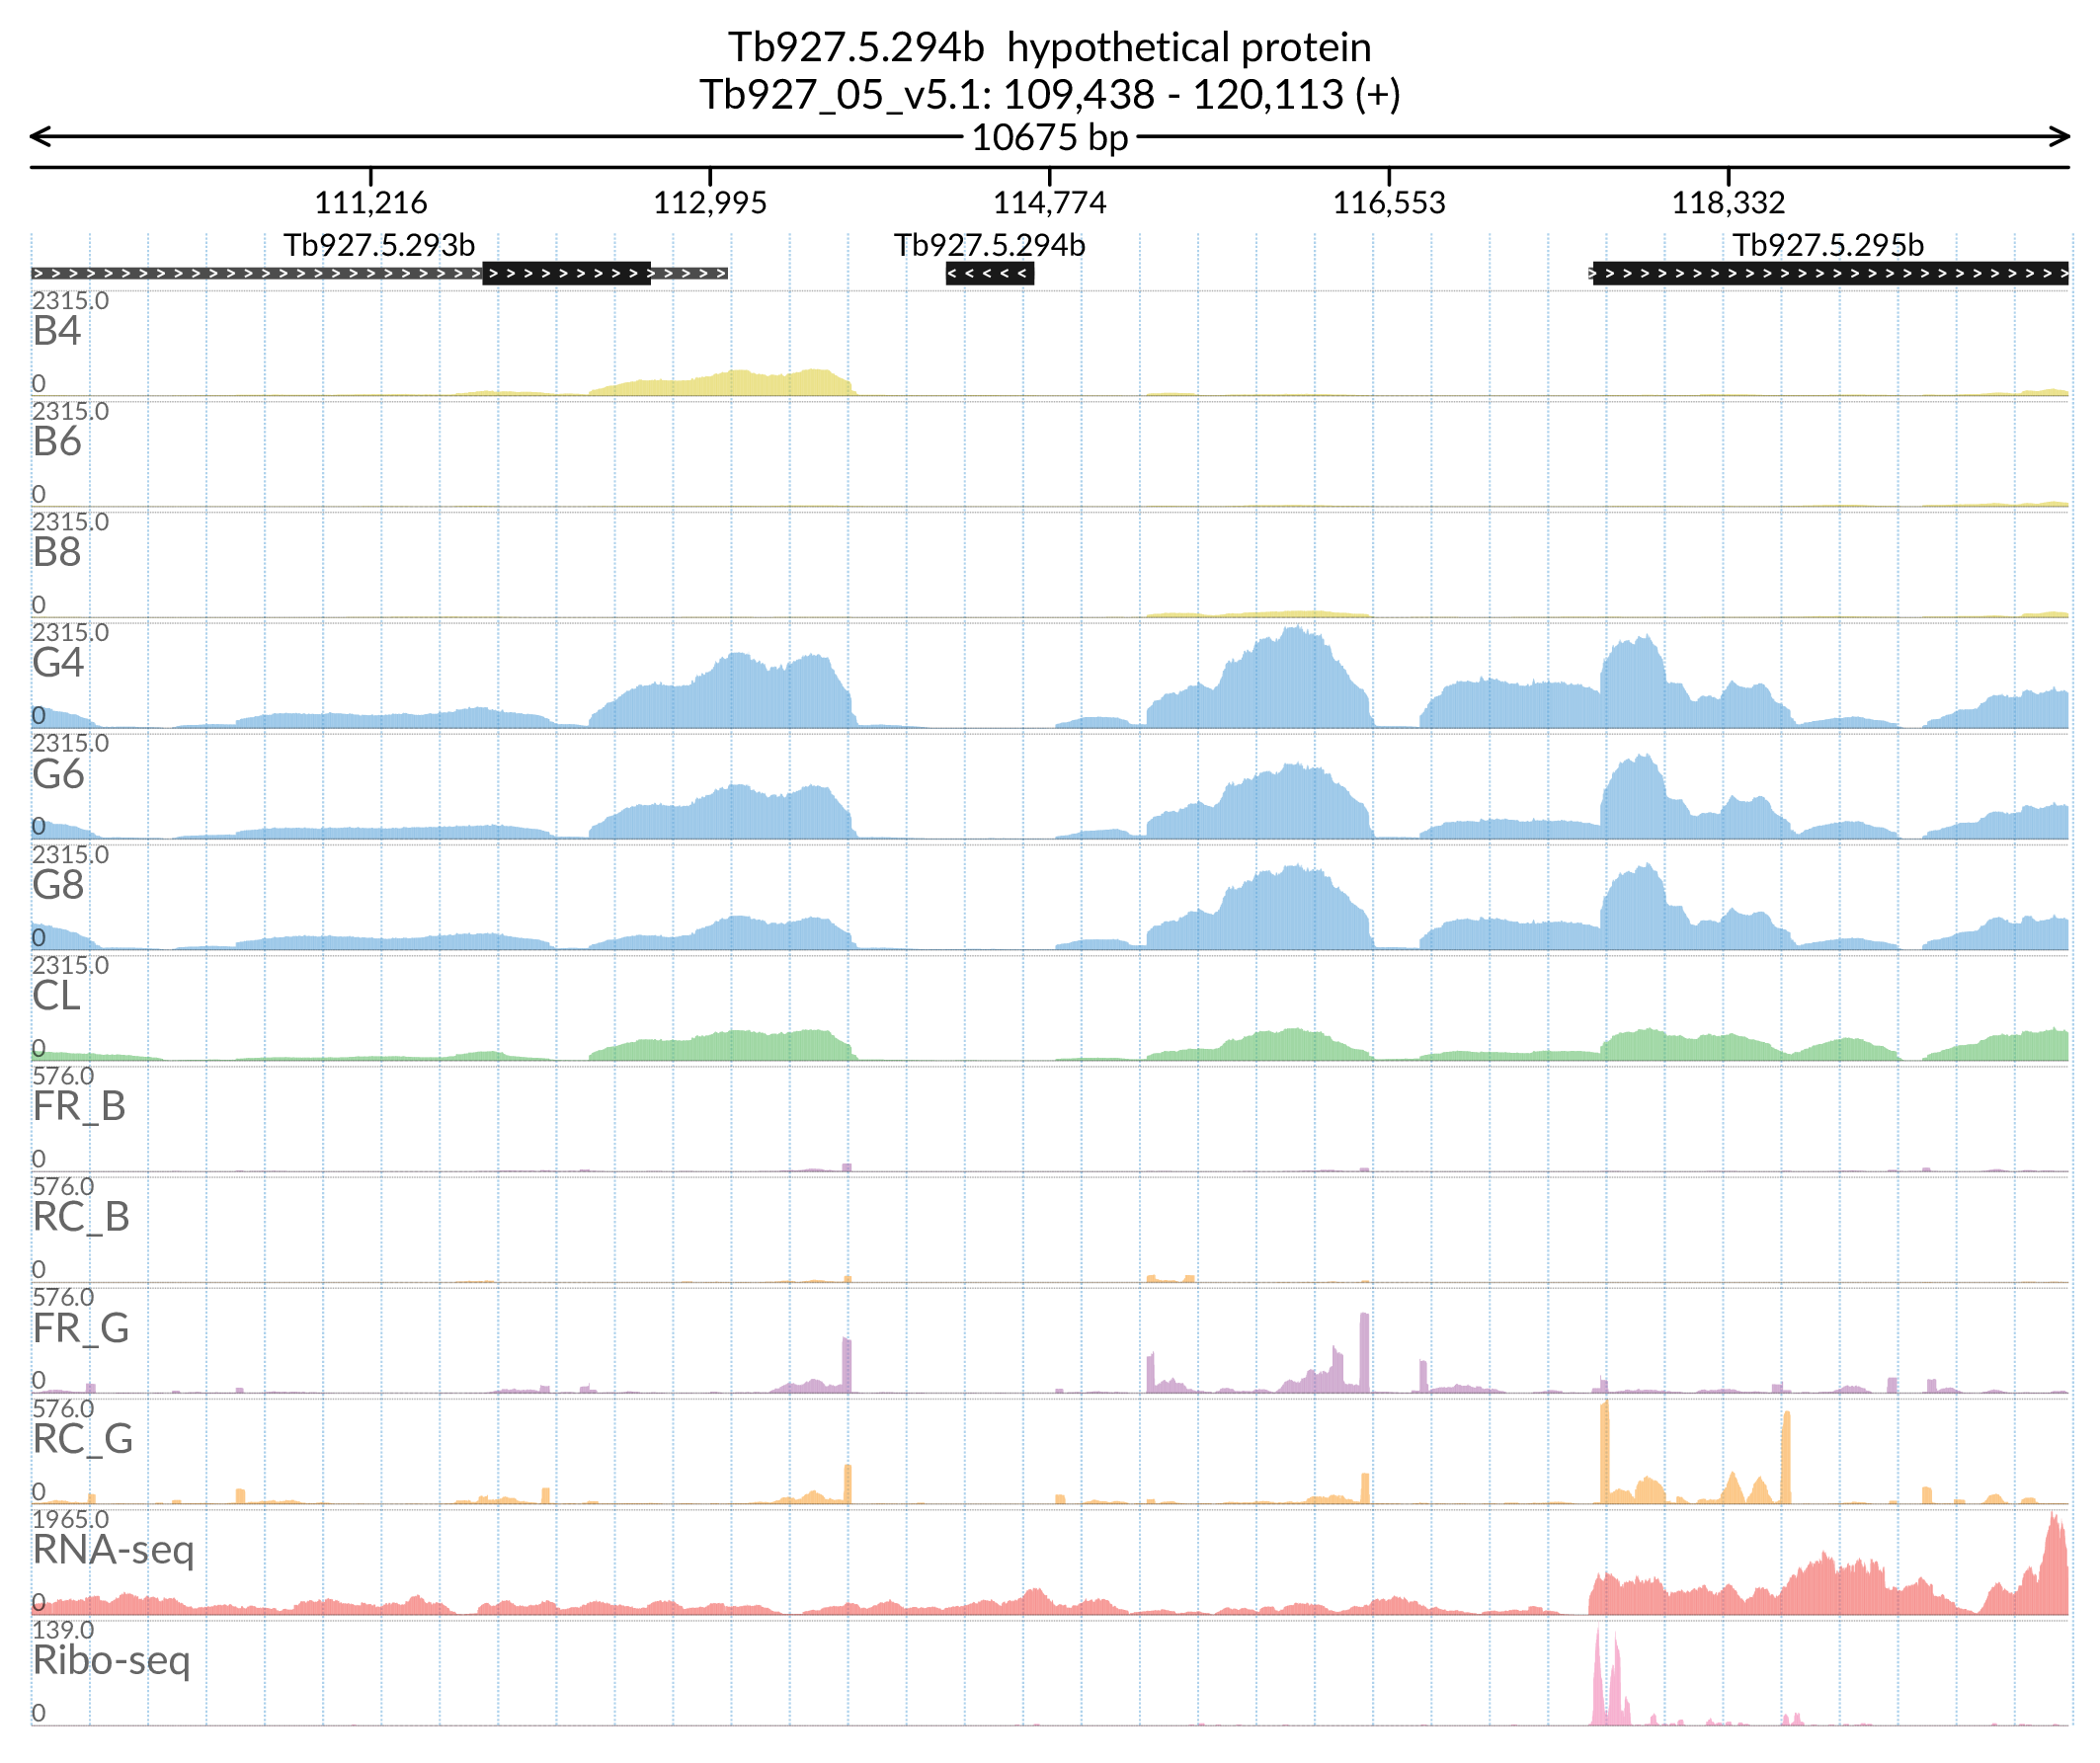 Tb927.5.294b hypothetical protein
Tb927_05_v5.1: 109,438 - 120,113 (+)
10675 bp
111,216 112,995 114,774 116,553 118,332
Tb927.5.293b Tb927.5.294b Tb927.5.295b
2315.0
B4
0
2315.0
B6
0
2315.0
B8
0
2315.0
G4
0
2315.0
G6
0
2315.0
G8
0
2315.0
CL
0
576.0
FR_B
0
576.0
RC_B
0
576.0
FR_G
0
576.0
RC_G
0
1965.0
RNA-seq
0
139.0
Ribo-seq
0